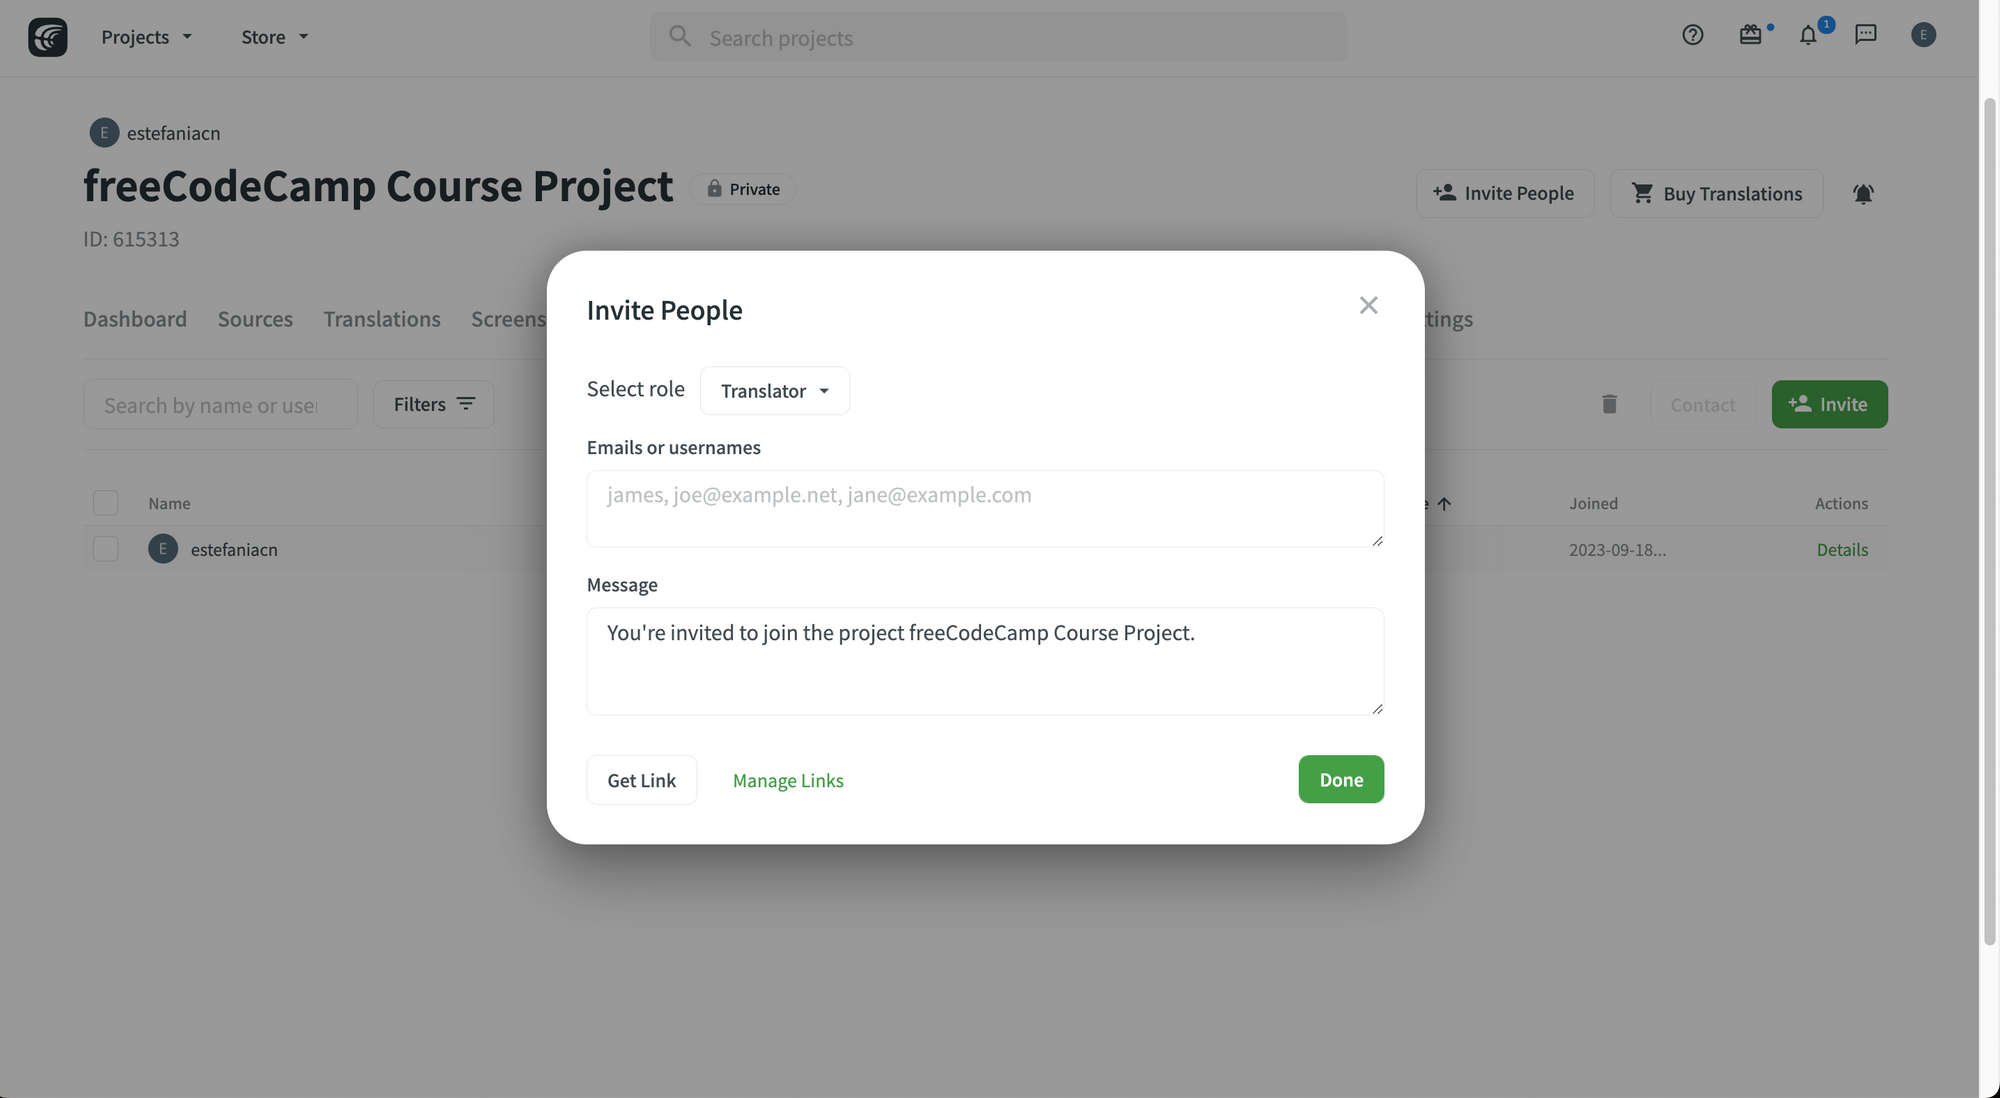 Projects
Store
Search projects
1
E
E estefaniacn
freeCodeCamp Course Project
Private
Invite People
Buy Translations
ID: 615313
Dashboard
Sources
Translations
Screens
tings
Search by name or use
Filters
Contact
Invite
Name
Joined
Actions
E estefaniacn
2023-09-18...
Details
Invite People
Select role
Translator
Emails or usernames
james, joe@example.net, jane@example.com
Message
You're invited to join the project freeCodeCamp Course Project.
Get Link
Manage Links
Done